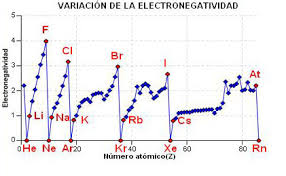 VARIACIÓN DE LA ELECTRONEGATIVIDAD
Electronegatividad
5
4
3
2
1
0
F
Cl
Br
I
At
Li
Na
K
Rb
Cs
He
Ne
Ar
Kr
Xe
Rn
0
20
40
60
80
Número atómico(Z)